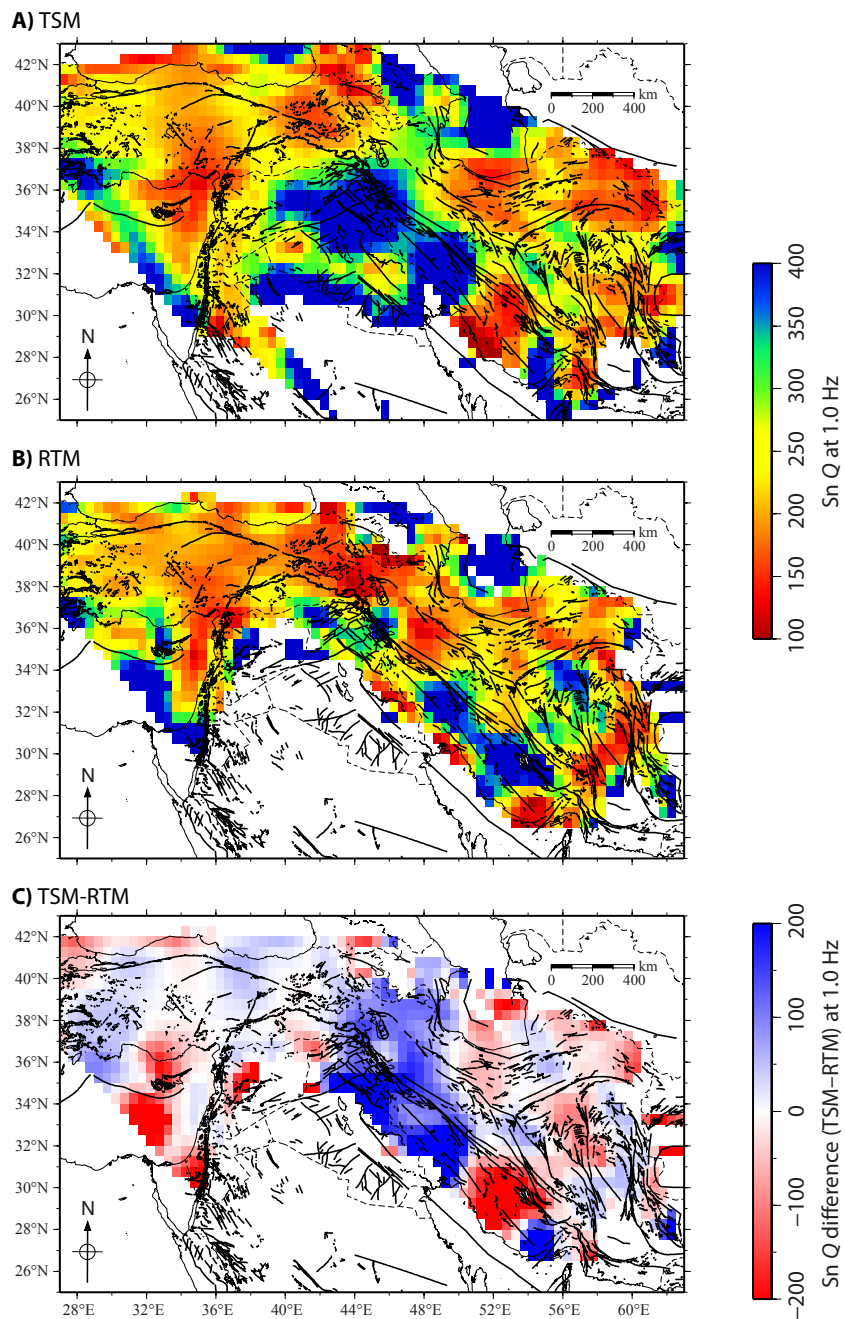 A) TSM
42°N
40°N
38°N
36°N
34°N
32°N
30°N
28°N
26°N
N
km
0 200 400
B) RTM
42°N
40°N
38°N
36°N
34°N
32°N
30°N
28°N
26°N
N
km
0 200 400
400
350
300
250
200
150
100
Sn Q at 1.0 Hz
C) TSM-RTM
42°N
40°N
38°N
36°N
34°N
32°N
30°N
28°N
26°N
N
km
0 200 400
28°E 32°E 36°E 40°E 44°E 48°E 52°E 56°E 60°E
200
100
0
−100
−200
Sn Q difference (TSM−RTM) at 1.0 Hz